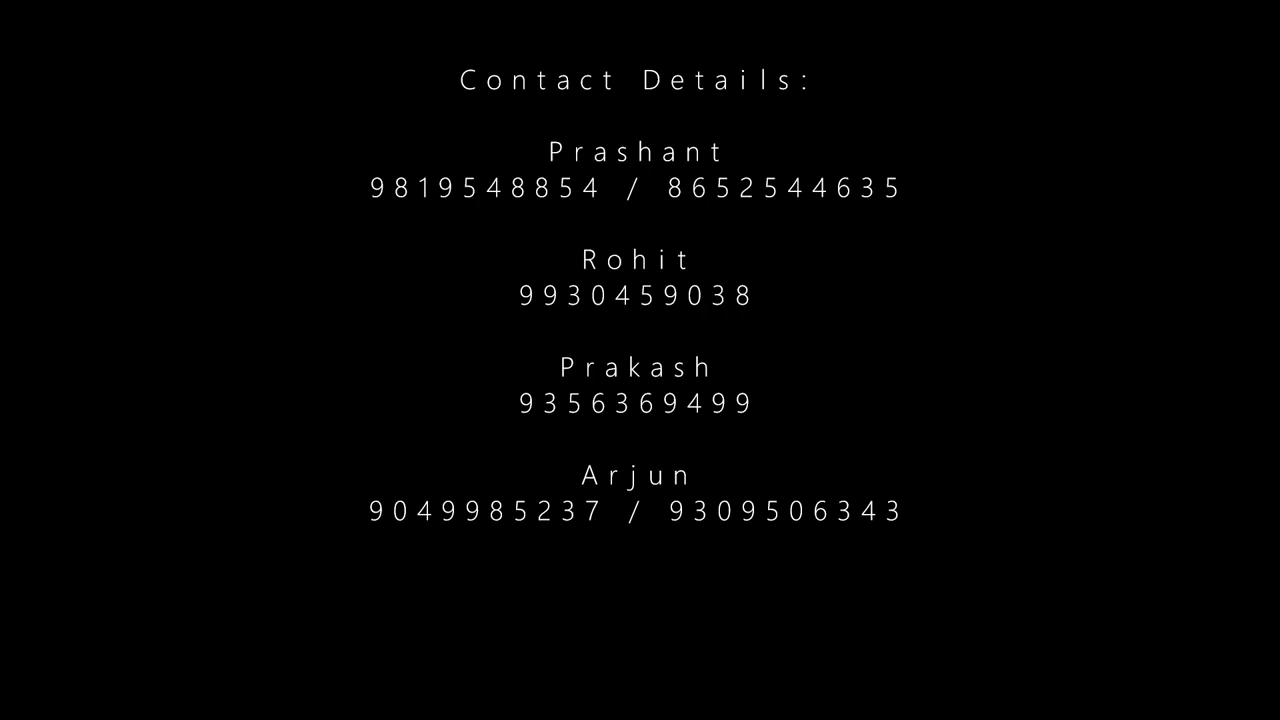 Contact Details:
Prashant
9819548854 / 8652544635
Rohit
9930459038
Prakash
9356369499
Arjun
9049985237 / 9309506343